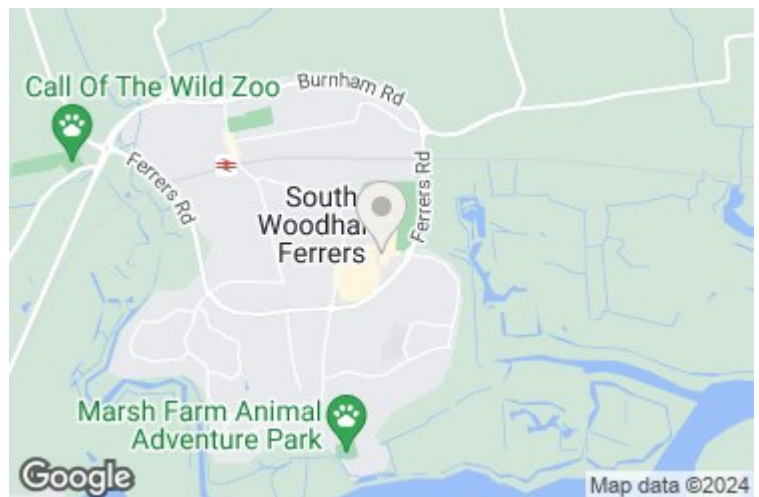 Call Of The Wild Zoo
Burnham Rd
Ferrers Rd
Ferrers Rd
South
Woodham
Ferrers
Marsh Farm Animal
Adventure Park
Google
Map data ©2024